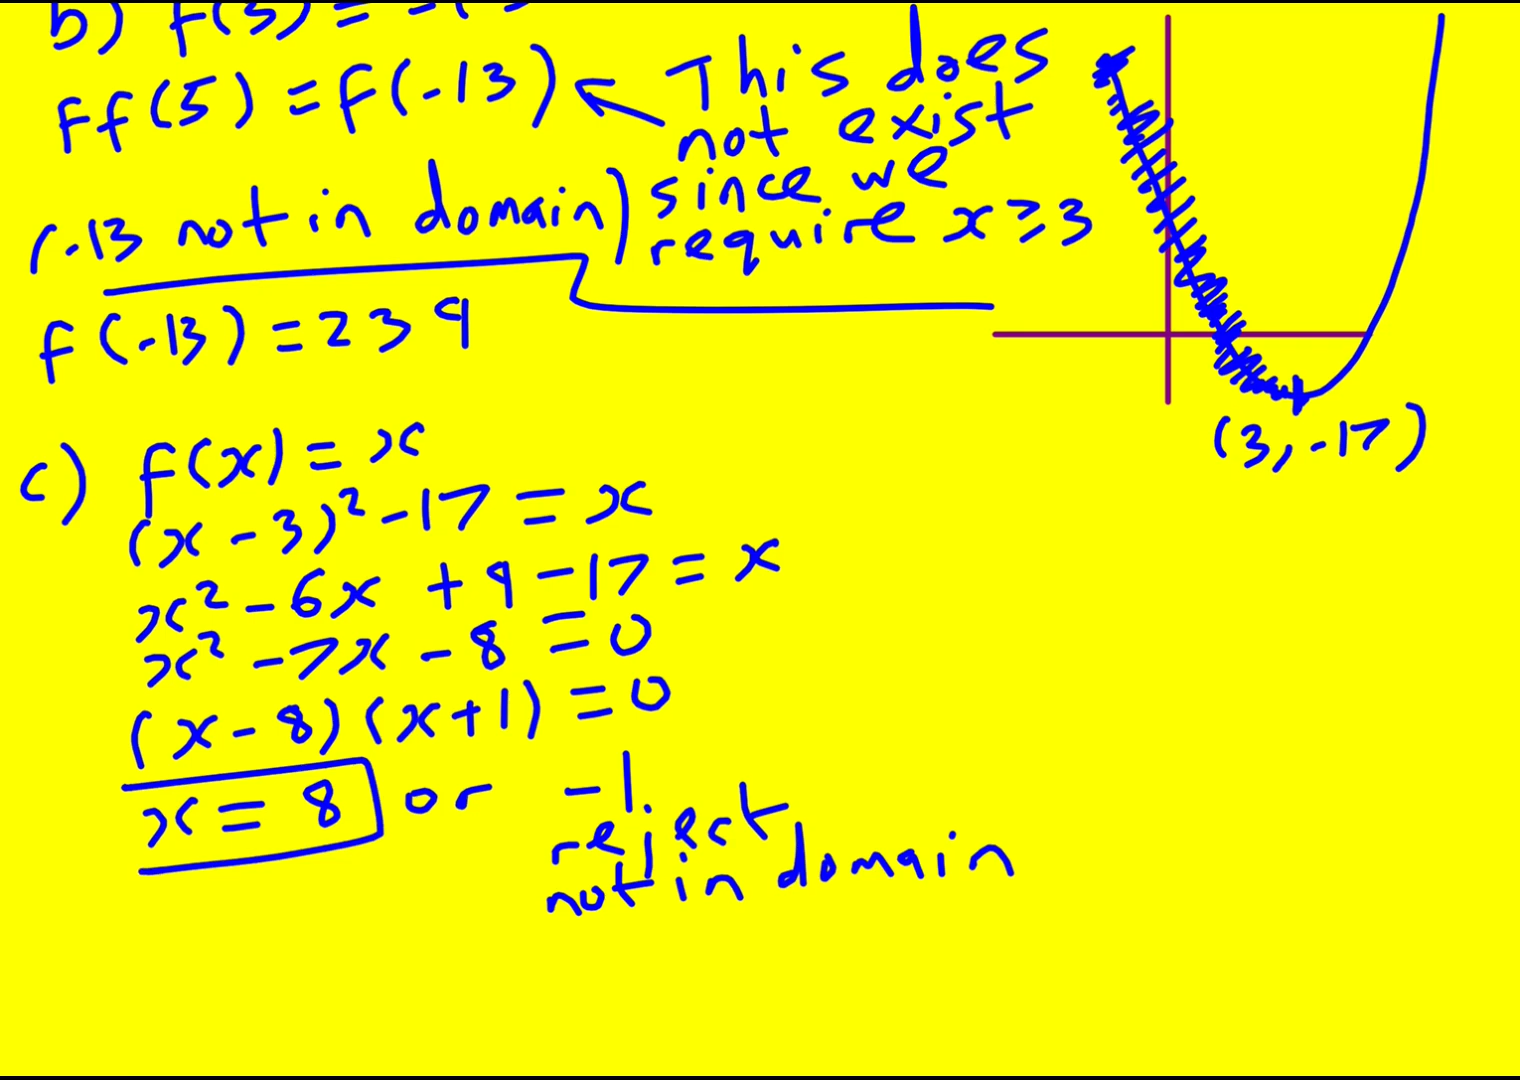 b) f(5) = -13
Ff(5) = F(-13)
This does
not exist
since we
require x ≥ 3
(-13 not in domain)
f(-13) = 239
(3, -17)
c) f(x) = x
(x - 3)² - 17 = x
x² - 6x + 9 - 17 = x
x² - 7x - 8 = 0
(x - 8)(x + 1) = 0
x = 8 or -1
reject
not in domain